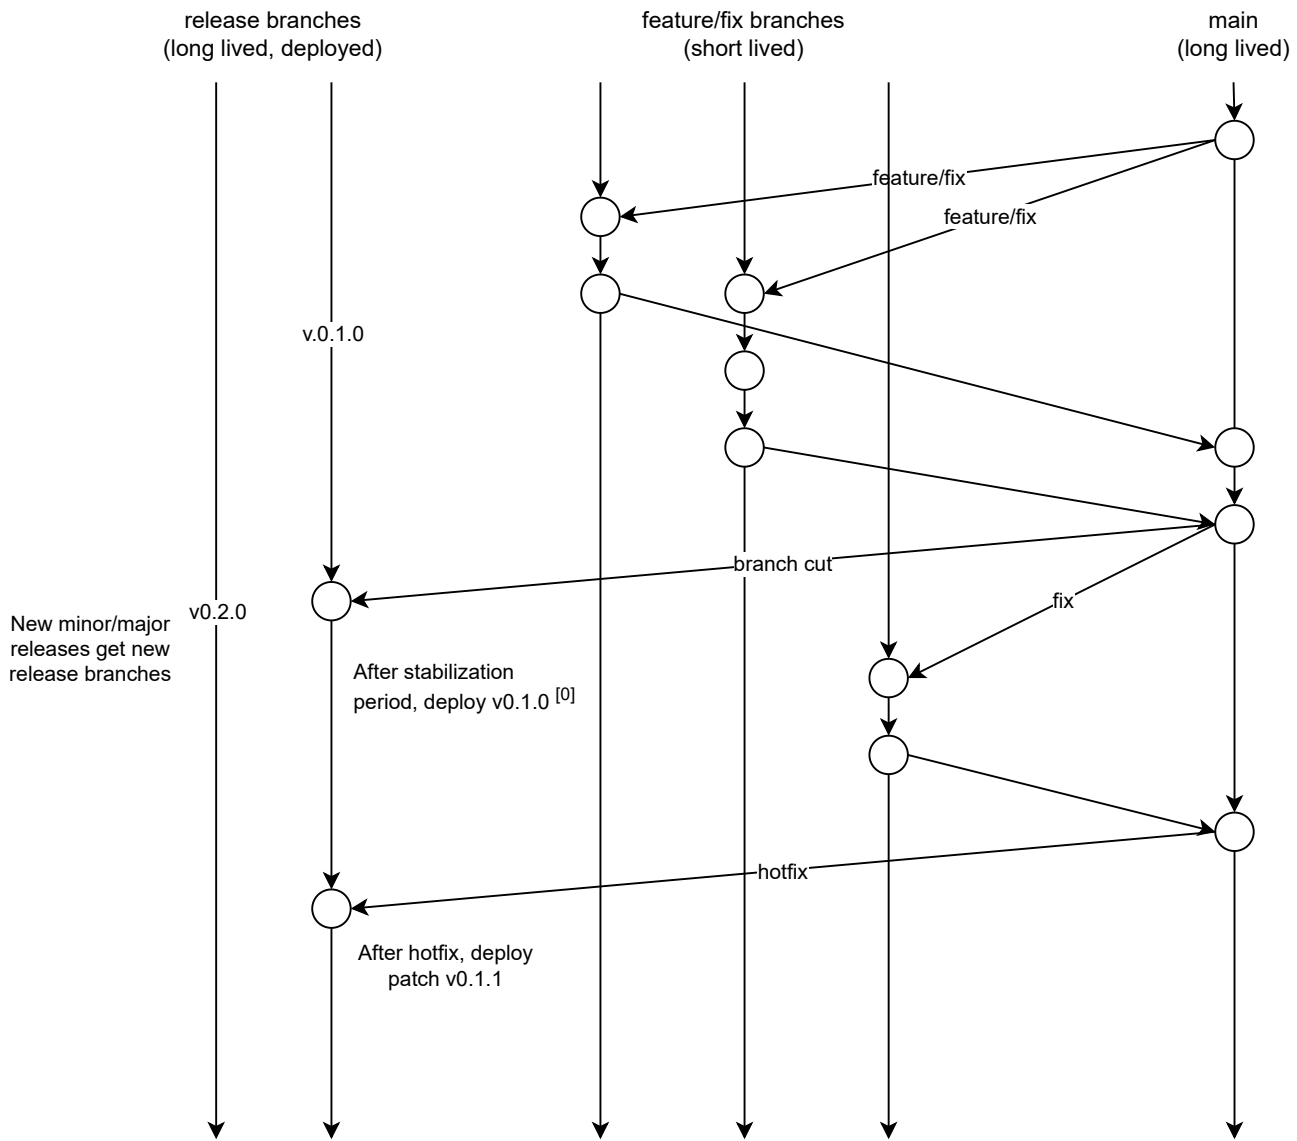 release branches
(long lived, deployed)
feature/fix branches
(short lived)
main
(long lived)
feature/fix
feature/fix
v.0.1.0
branch cut
fix
v0.2.0
New minor/major
releases get new
release branches
After stabilization
period, deploy v0.1.0 [0]
hotfix
After hotfix, deploy
patch v0.1.1